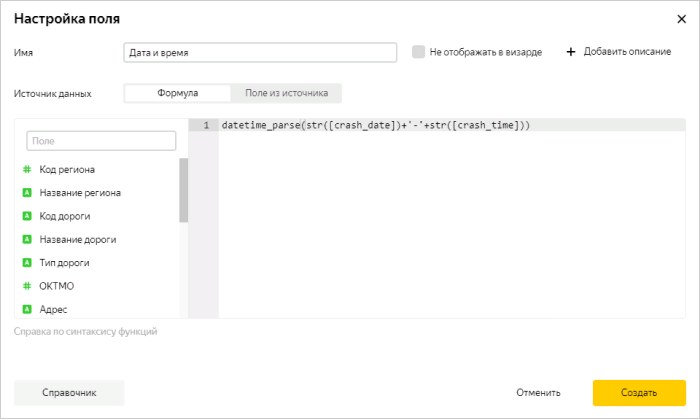 Настройка поля
Имя
Дата и время
Не отображать в визарде
+ Добавить описание
Источник данных
Формула
Поле из источника
Поле
# Код региона
A Название региона
A Код дороги
A Название дороги
A Тип дороги
# ОКТМО
A Адрес
1 datetime_parse(str([crash_date])+'-'+str([crash_time]))
Справка по синтаксису функций
Справочник
Отменить
Создать